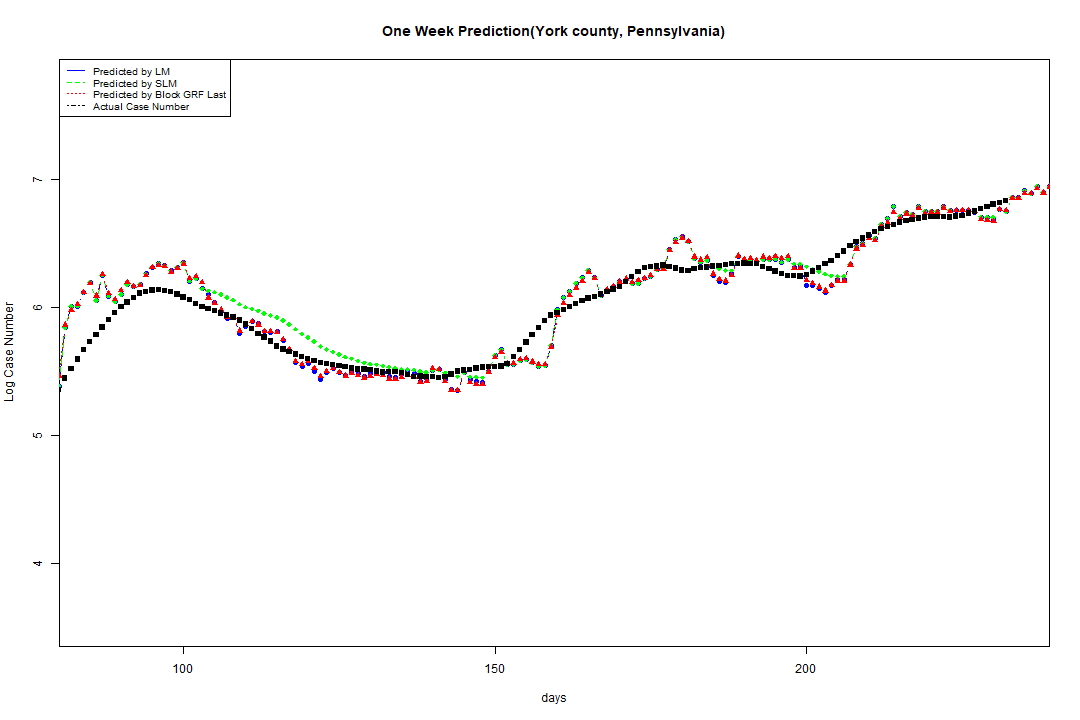 One Week Prediction(York county, Pennsylvania)
Predicted by LM
Predicted by SLM
Predicted by Block GRF Last
Actual Case Number
7
6
5
4
Log Case Number
100 150 200
days